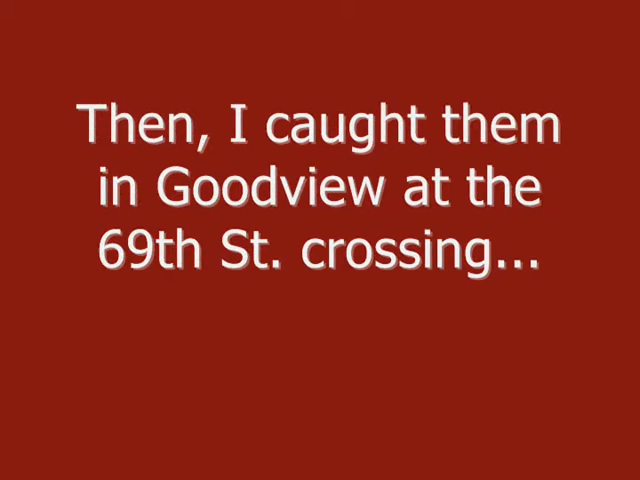 Then, I caught them
in Goodview at the
69th St. crossing...